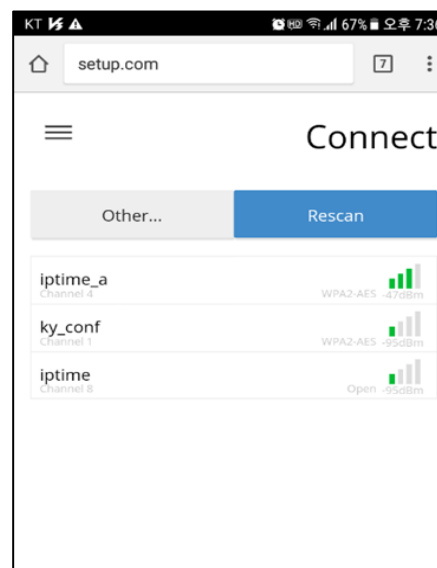 KT 67% 오후 7:36
setup.com 7
Connect
Other... Rescan
iptime_a
Channel 4 WPA2-AES -47dBm
ky_conf
Channel 1 WPA2-AES -95dBm
iptime
Channel 8 Open -95dBm